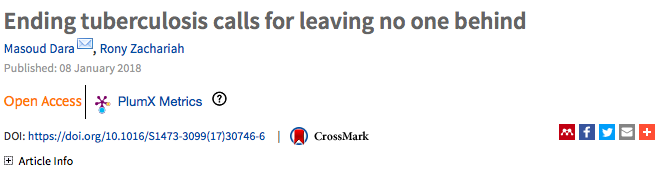 Ending tuberculosis calls for leaving no one behind
Masoud Dara, Rony Zachariah
Published: 08 January 2018
Open Access PlumX Metrics ?
DOI: https://doi.org/10.1016/S1473-3099(17)30746-6 | CrossMark
Article Info